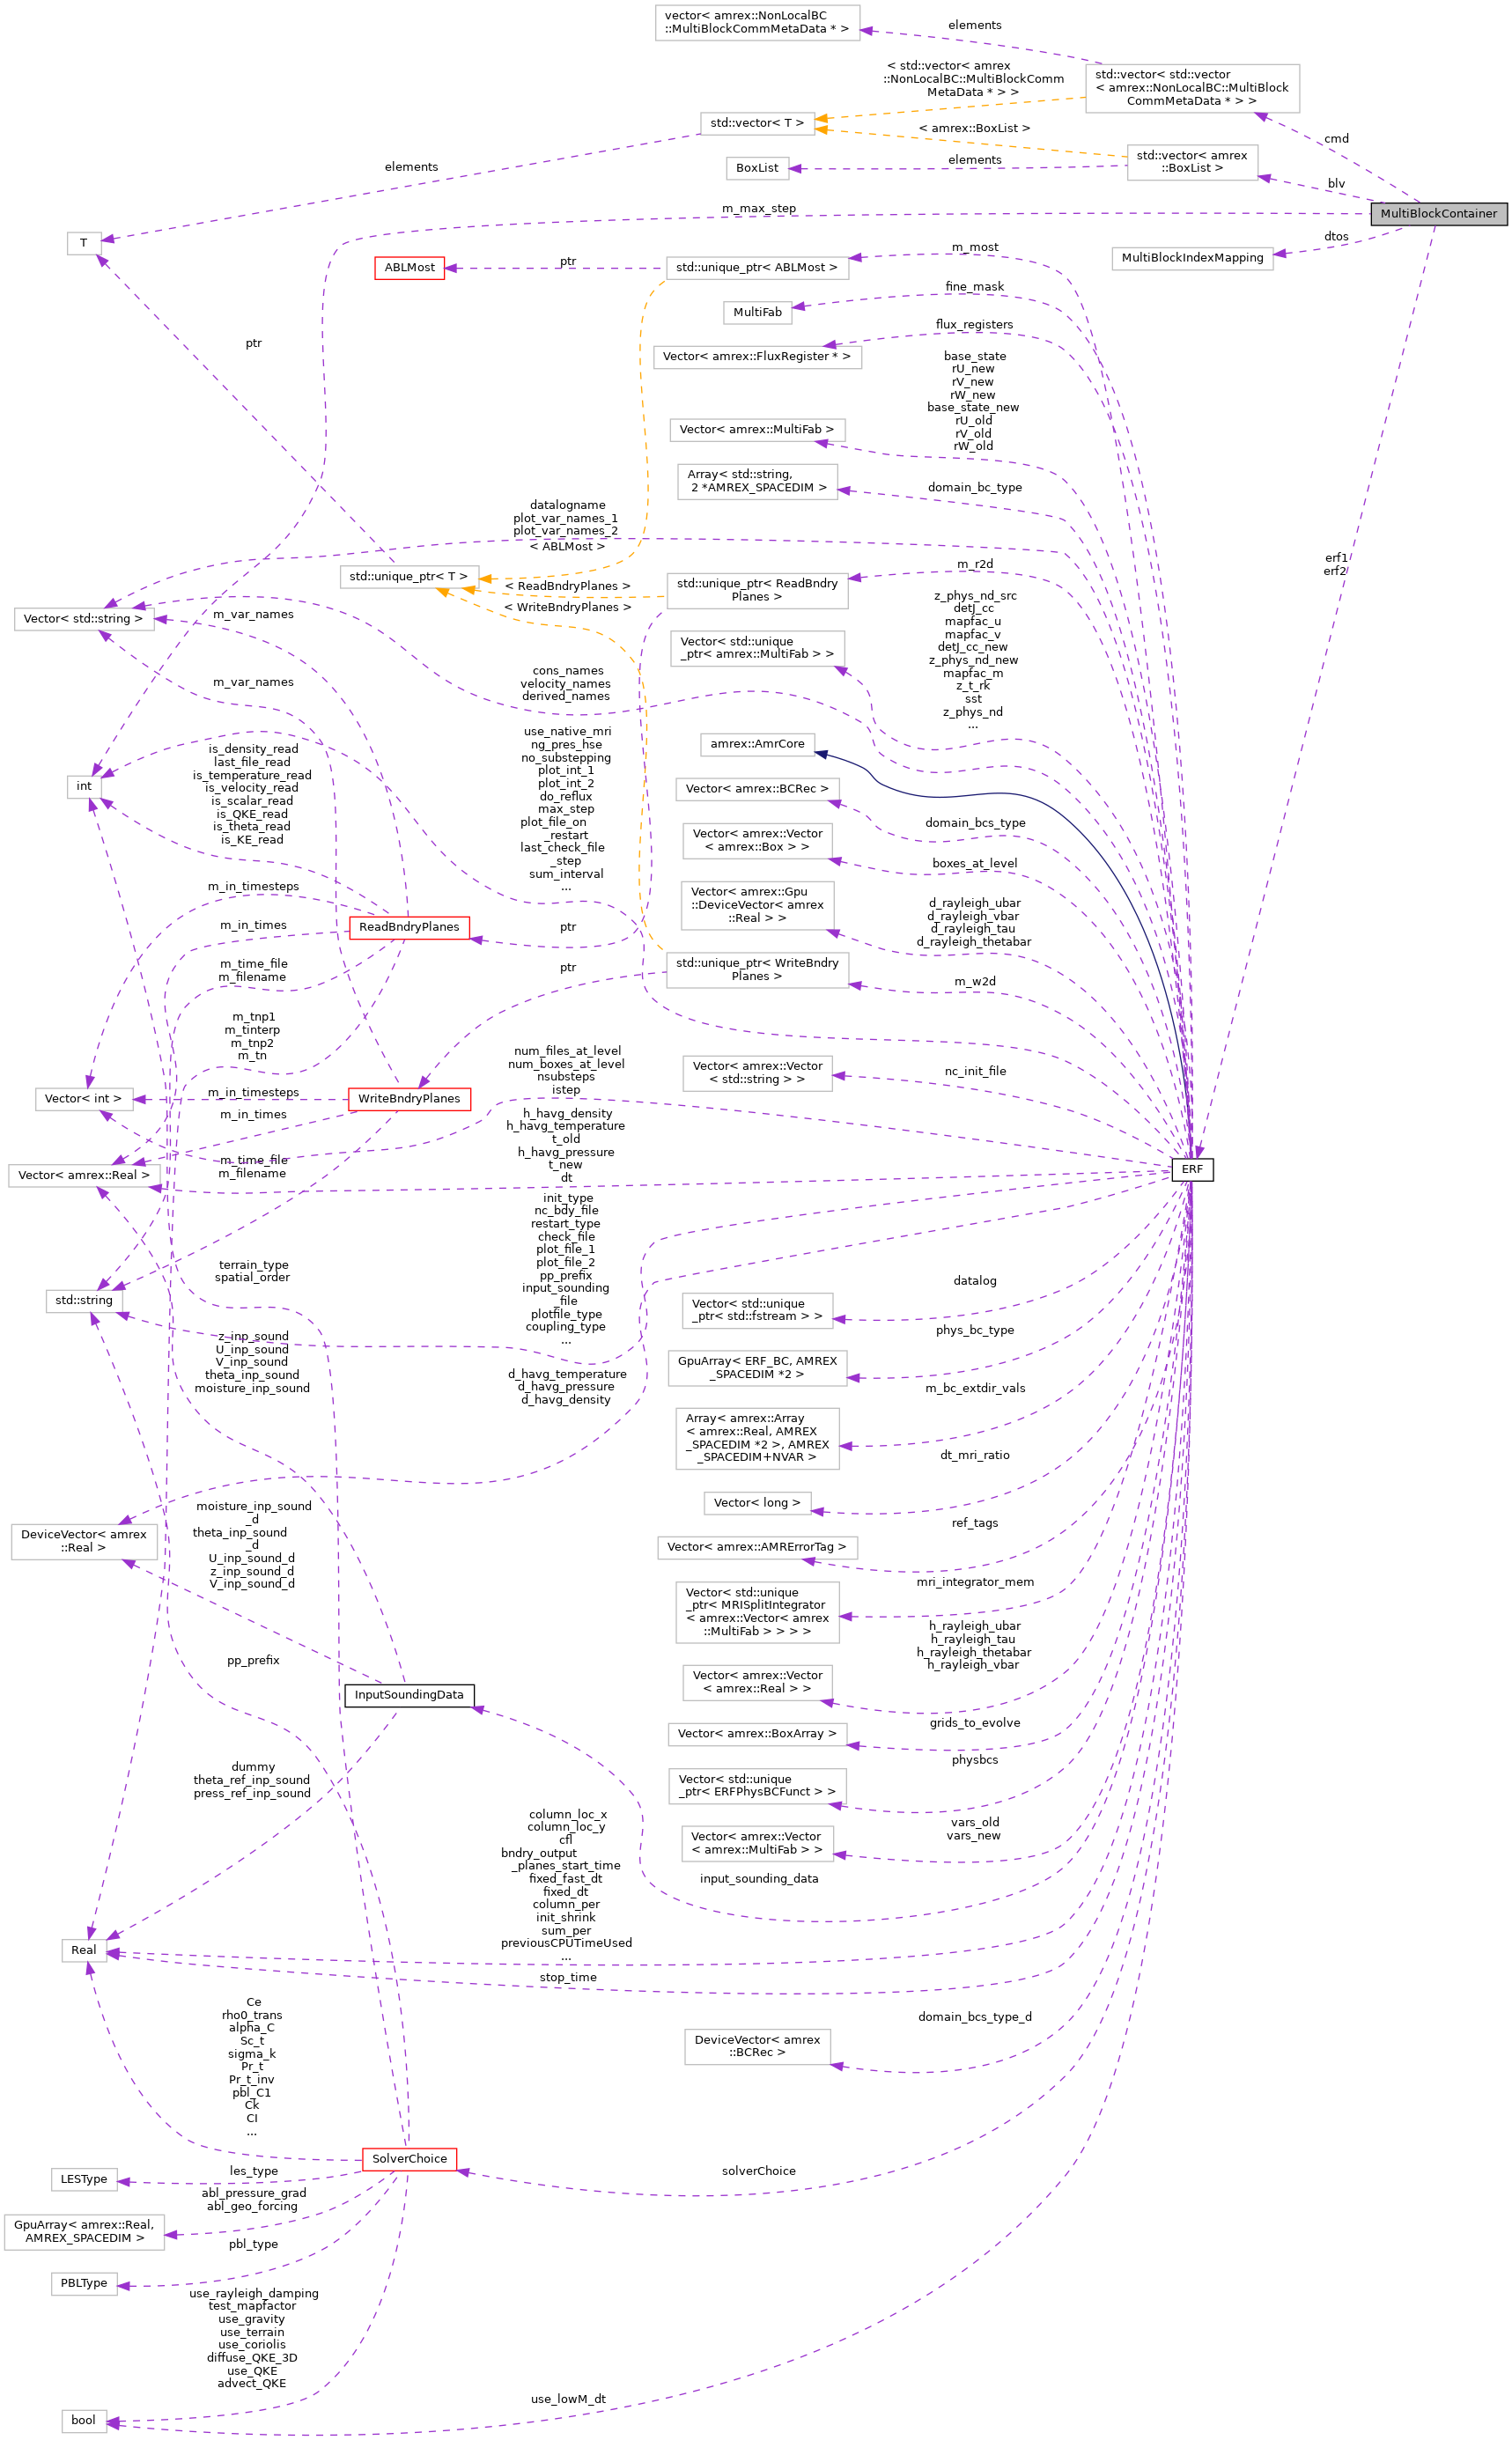 vector< amrex::NonLocalBC
::MultiBlockCommMetaData * >
elements
< std::vector< amrex
::NonLocalBC::MultiBlockComm
MetaData * > >
std::vector< std::vector
< amrex::NonLocalBC::MultiBlock
CommMetaData * > >
std::vector< T >
< amrex::BoxList >
cmd
elements
BoxList
elements
std::vector< amrex
::BoxList >
blv
m_max_step
MultiBlockContainer
T
dtos
m_most
MultiBlockIndexMapping
ABLMost
ptr
std::unique_ptr< ABLMost >
fine_mask
MultiFab
flux_registers
ptr
Vector< amrex::FluxRegister * >
base_state
rU_new
rV_new
rW_new
base_state_new
rU_old
rV_old
rW_old
Vector< amrex::MultiFab >
Array< std::string,
2 *AMREX_SPACEDIM >
domain_bc_type
datalogname
plot_var_names_1
plot_var_names_2
< ABLMost >
erf1
erf2
std::unique_ptr< T >
< ReadBndryPlanes >
< WriteBndryPlanes >
std::unique_ptr< ReadBndry
Planes >
m_r2d
Vector< std::string >
m_var_names
z_phys_nd_src
detJ_cc
mapfac_u
mapfac_v
detJ_cc_new
z_phys_nd_new
mapfac_m
z_t_rk
sst
z_phys_nd
...
Vector< std::unique
_ptr< amrex::MultiFab > >
m_var_names
cons_names
velocity_names
derived_names
use_native_mri
ng_pres_hse
no_substepping
plot_int_1
plot_int_2
do_reflux
max_step
plot_file_on
_restart
last_check_file
_step
sum_interval
...
amrex::AmrCore
is_density_read
last_file_read
is_temperature_read
is_velocity_read
is_scalar_read
is_QKE_read
is_theta_read
is_KE_read
int
Vector< amrex::BCRec >
domain_bcs_type
Vector< amrex::Vector
< amrex::Box > >
boxes_at_level
m_in_timesteps
Vector< amrex::Gpu
::DeviceVector< amrex
::Real > >
d_rayleigh_ubar
d_rayleigh_vbar
d_rayleigh_tau
d_rayleigh_thetabar
m_in_times
ReadBndryPlanes
ptr
m_time_file
m_filename
ptr
std::unique_ptr< WriteBndry
Planes >
m_w2d
m_tnp1
m_tinterp
m_tnp2
m_tn
num_files_at_level
num_boxes_at_level
nsubsteps
istep
Vector< amrex::Vector
< std::string > >
nc_init_file
Vector< int >
m_in_timesteps
WriteBndryPlanes
m_in_times
h_havg_density
h_havg_temperature
t_old
h_havg_pressure
t_new
dt
Vector< amrex::Real >
m_time_file
m_filename
ERF
init_type
nc_bdy_file
restart_type
check_file
plot_file_1
plot_file_2
pp_prefix
input_sounding
_file
plotfile_type
coupling_type
...
terrain_type
spatial_order
std::string
datalog
Vector< std::unique
_ptr< std::fstream > >
z_inp_sound
U_inp_sound
V_inp_sound
theta_inp_sound
moisture_inp_sound
phys_bc_type
GpuArray< ERF_BC, AMREX
_SPACEDIM *2 >
d_havg_temperature
d_havg_pressure
d_havg_density
m_bc_extdir_vals
Array< amrex::Array
< amrex::Real, AMREX
_SPACEDIM *2 >, AMREX
_SPACEDIM+NVAR >
dt_mri_ratio
Vector< long >
moisture_inp_sound
_d
theta_inp_sound
_d
U_inp_sound_d
z_inp_sound_d
V_inp_sound_d
DeviceVector< amrex
::Real >
ref_tags
Vector< amrex::AMRErrorTag >
mri_integrator_mem
Vector< std::unique
_ptr< MRISplitIntegrator
< amrex::Vector< amrex
::MultiFab > > > >
h_rayleigh_ubar
h_rayleigh_tau
h_rayleigh_thetabar
h_rayleigh_vbar
pp_prefix
Vector< amrex::Vector
< amrex::Real > >
InputSoundingData
grids_to_evolve
Vector< amrex::BoxArray >
physbcs
dummy
theta_ref_inp_sound
press_ref_inp_sound
Vector< std::unique
_ptr< ERFPhysBCFunct > >
column_loc_x
column_loc_y
cfl
bndry_output
_planes_start_time
fixed_fast_dt
fixed_dt
column_per
init_shrink
sum_per
previousCPUTimeUsed
...
vars_old
vars_new
Vector< amrex::Vector
< amrex::MultiFab > >
input_sounding_data
Real
stop_time
Ce
rho0_trans
alpha_C
Sc_t
sigma_k
Pr_t
Pr_t_inv
pbl_C1
Ck
CI
...
domain_bcs_type_d
DeviceVector< amrex
::BCRec >
SolverChoice
LESType
les_type
solverChoice
abl_pressure_grad
abl_geo_forcing
GpuArray< amrex::Real,
AMREX_SPACEDIM >
pbl_type
PBLType
use_rayleigh_damping
test_mapfactor
use_gravity
use_terrain
use_coriolis
diffuse_QKE_3D
use_QKE
advect_QKE
use_lowM_dt
bool